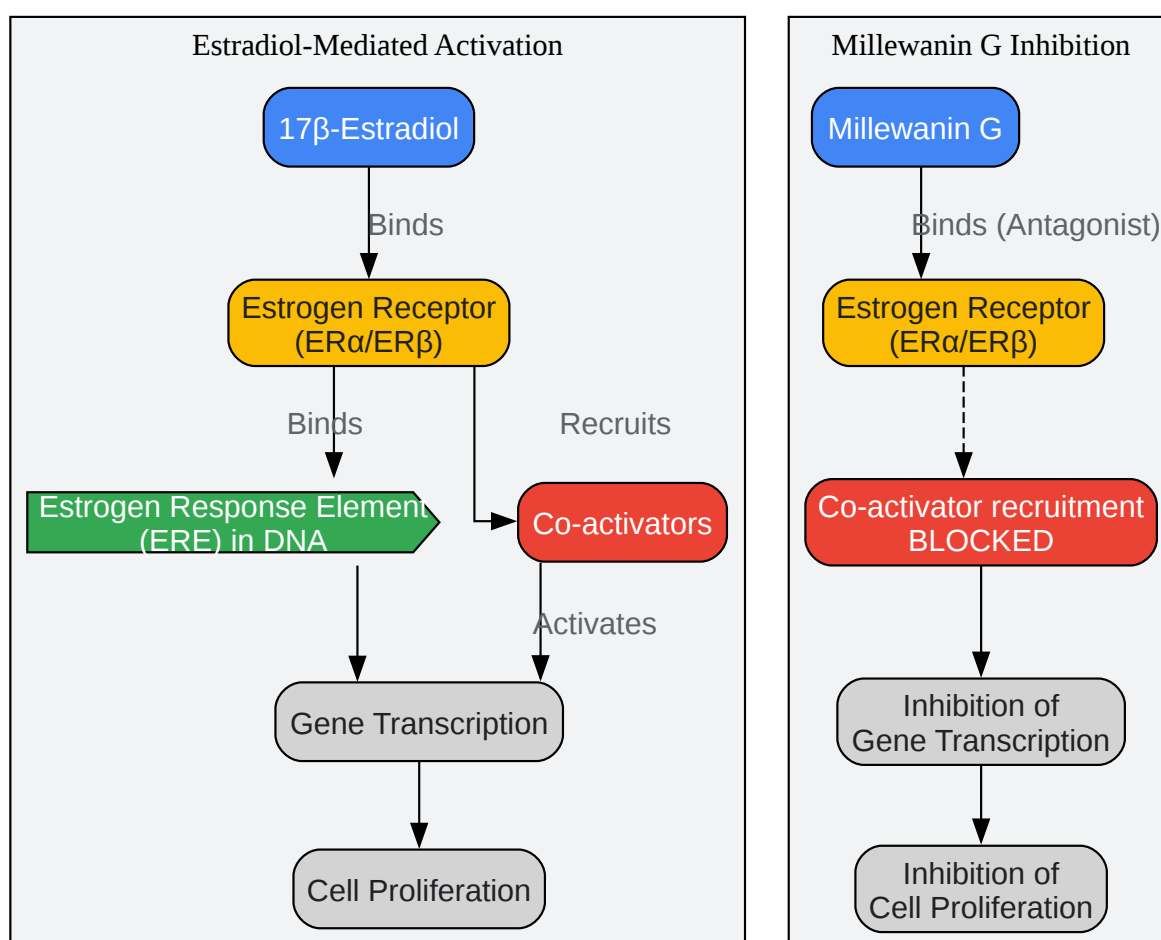 Estradiol-Mediated Activation
17β-Estradiol
Binds
Estrogen Receptor
(ERα/ERβ)
Binds
Recruits
Estrogen Response Element
(ERE) in DNA
Co-activators
Activates
Gene Transcription
Cell Proliferation
Millewanin G Inhibition
Millewanin G
Binds (Antagonist)
Estrogen Receptor
(ERα/ERβ)
Co-activator recruitment
BLOCKED
Inhibition of
Gene Transcription
Inhibition of
Cell Proliferation